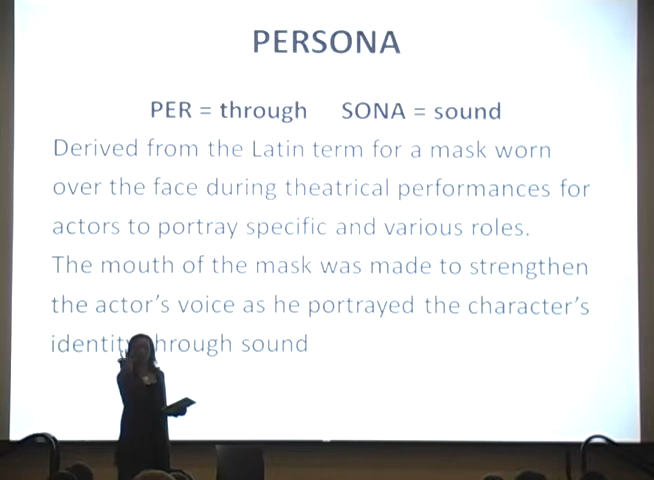 PERSONA
PER = through SONA = sound
Derived from the Latin term for a mask worn
over the face during theatrical performances for
actors to portray specific and various roles.
The mouth of the mask was made to strengthen
the actor's voice as he portrayed the character's
identity through sound